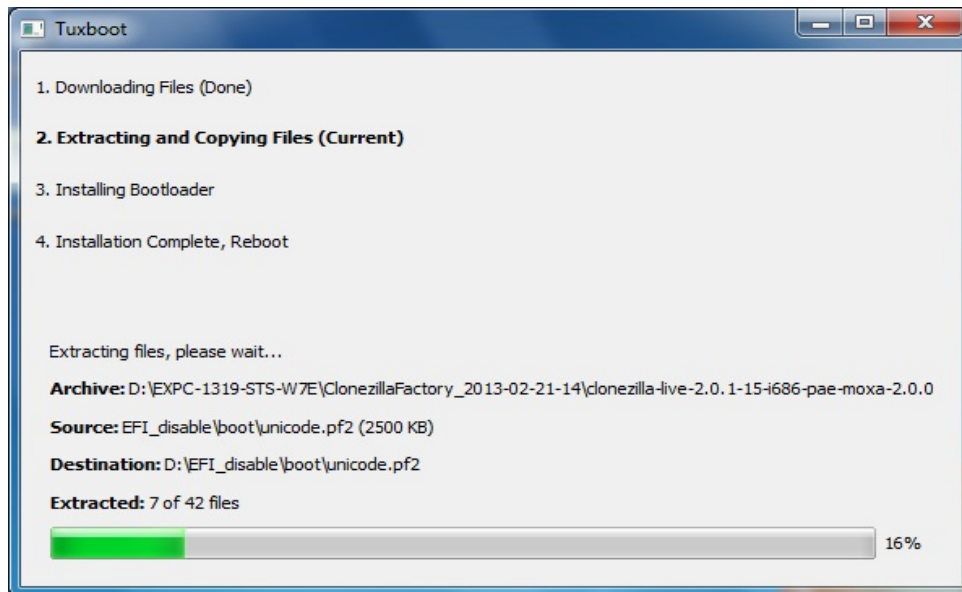 Tuxboot
1. Downloading Files (Done)
2. Extracting and Copying Files (Current)
3. Installing Bootloader
4. Installation Complete, Reboot
Extracting files, please wait...
Archive: D:\EXPC-1319-STS-W7E\ClonezillaFactory_2013-02-21-14\clonezilla-live-2.0.1-15-i686-pae-moxa-2.0.0
Source: EFI_disable\boot\unicode.pf2 (2500 KB)
Destination: D:\EFI_disable\boot\unicode.pf2
Extracted: 7 of 42 files
16%